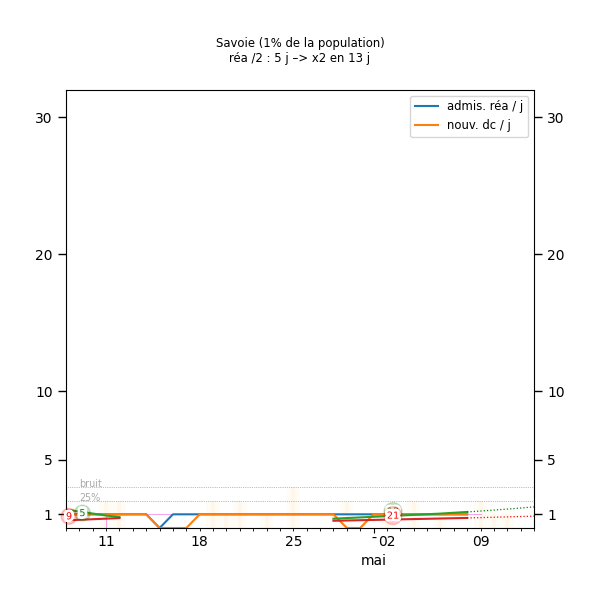 Savoie (1% de la population)
réa /2 : 5 j –> x2 en 13 j
admis. réa / j
nouv. dc / j
30 30
20 20
10 10
5 5
bruit
25%
9 5 21
1 1
11 18 25 02 09
mai